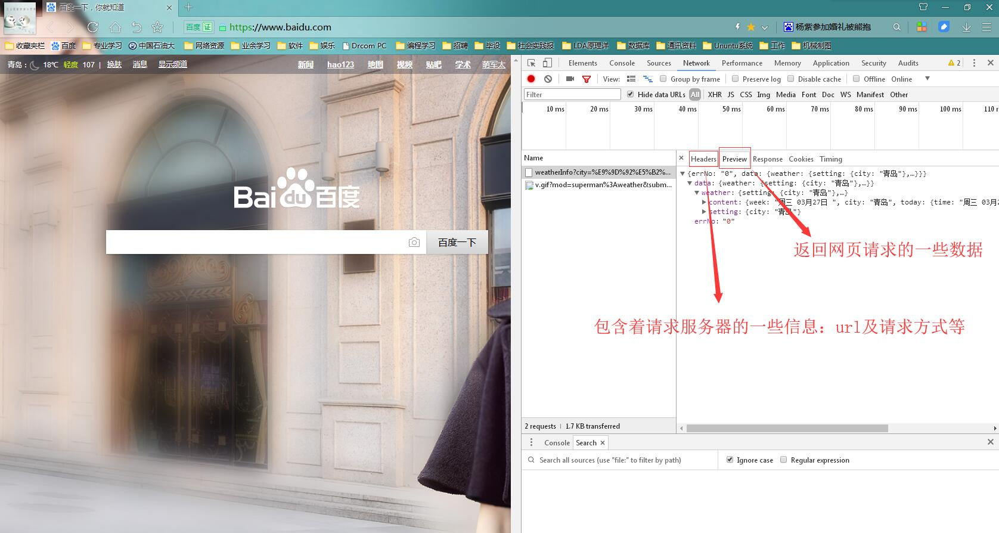 百度一下，你就知道
百度 证 https://www.baidu.com 杨紫参加婚礼被能抱
收藏夹栏 百度 专业学习 中国石油大 网络资源 业余学习 软件 娱乐 Drcom PC 编程学习 招聘 毕设 社会实践报 LDA原理详 数据库 通讯资料 Ununtu系统 工作 机械制图
青岛： 18℃ 轻度 107 | 换肤 消息 显示频道 新闻 hao123 地图 视频 贴吧 学术 萌军太
Bai du 百度
百度一下
Elements Console Sources Network Performance Memory Application Security Audits 2
View: Group by frame Preserve log Disable cache Offline Online
Filter Hide data URLs All XHR JS CSS Img Media Font Doc WS Manifest Other
10 ms 20 ms 30 ms 40 ms 50 ms 60 ms 70 ms 80 ms 90 ms 100 ms 110
Name
weatherInfo?city=%E9%9D%92%E5%B2%...
v.gif?mod=superman%3Aweather&subm...
Headers Preview Response Cookies Timing
{errNo: "0", data: {weather: {setting: {city: "青岛"},…}}}
data: {weather: {setting: {city: "青岛"},…}}
weather: {setting: {city: "青岛"},…}
content: {week: "周三 03月27日 ", city: "青岛", today: {time: "周三 03月2
setting: {city: "青岛"}
errNo: "0"
返回网页请求的一些数据
包含着请求服务器的一些信息：url及请求方式等
2 requests | 1.7 KB transferred
Console Search
Search all sources (use "file:" to filter by path) Ignore case Regular expression